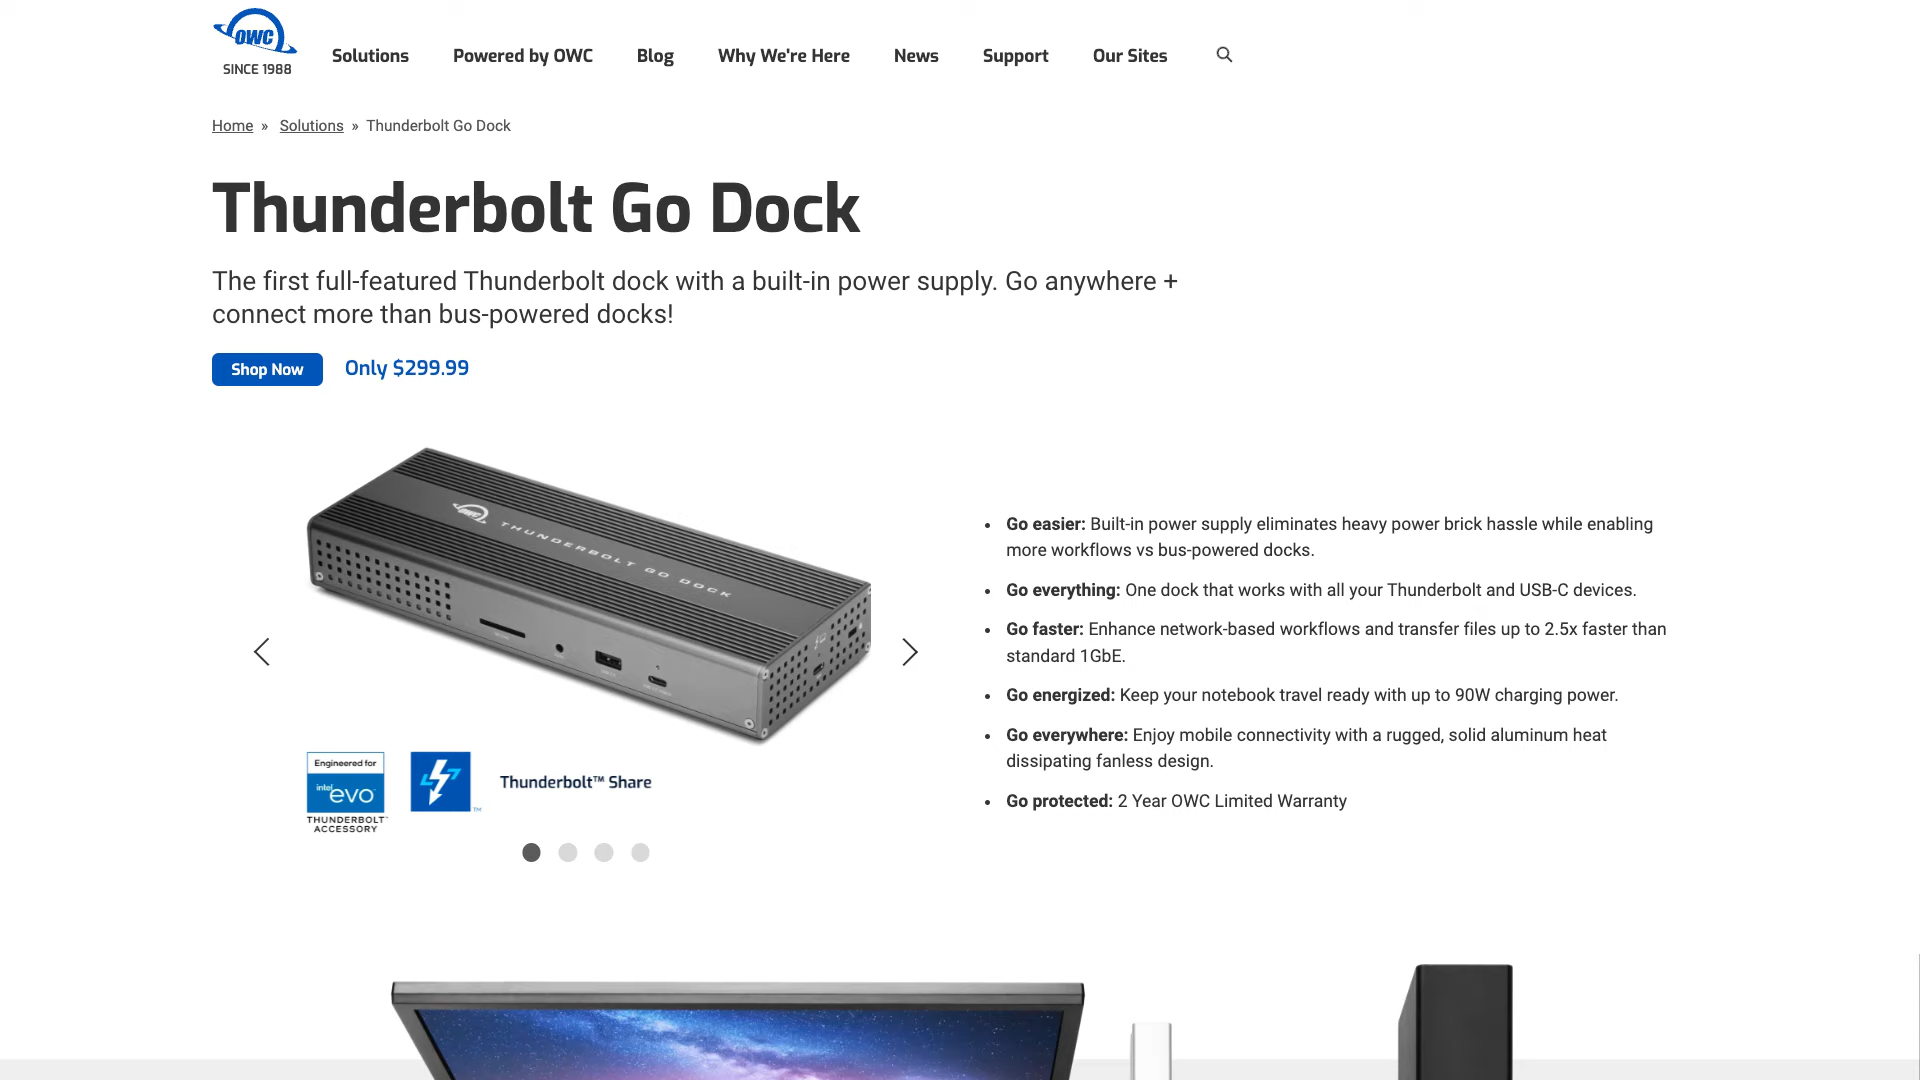 OWC
SINCE 1988
Solutions
Powered by OWC
Blog
Why We're Here
News
Support
Our Sites
Home » Solutions » Thunderbolt Go Dock
Thunderbolt Go Dock
The first full-featured Thunderbolt dock with a built-in power supply. Go anywhere +
connect more than bus-powered docks!
Shop Now
Only $299.99
OWC THUNDERBOLT GO DOCK
Engineered for
intel
evo
THUNDERBOLT™
ACCESSORY
TM
Thunderbolt™ Share
• Go easier: Built-in power supply eliminates heavy power brick hassle while enabling
more workflows vs bus-powered docks.
• Go everything: One dock that works with all your Thunderbolt and USB-C devices.
• Go faster: Enhance network-based workflows and transfer files up to 2.5x faster than
standard 1GbE.
• Go energized: Keep your notebook travel ready with up to 90W charging power.
• Go everywhere: Enjoy mobile connectivity with a rugged, solid aluminum heat
dissipating fanless design.
• Go protected: 2 Year OWC Limited Warranty